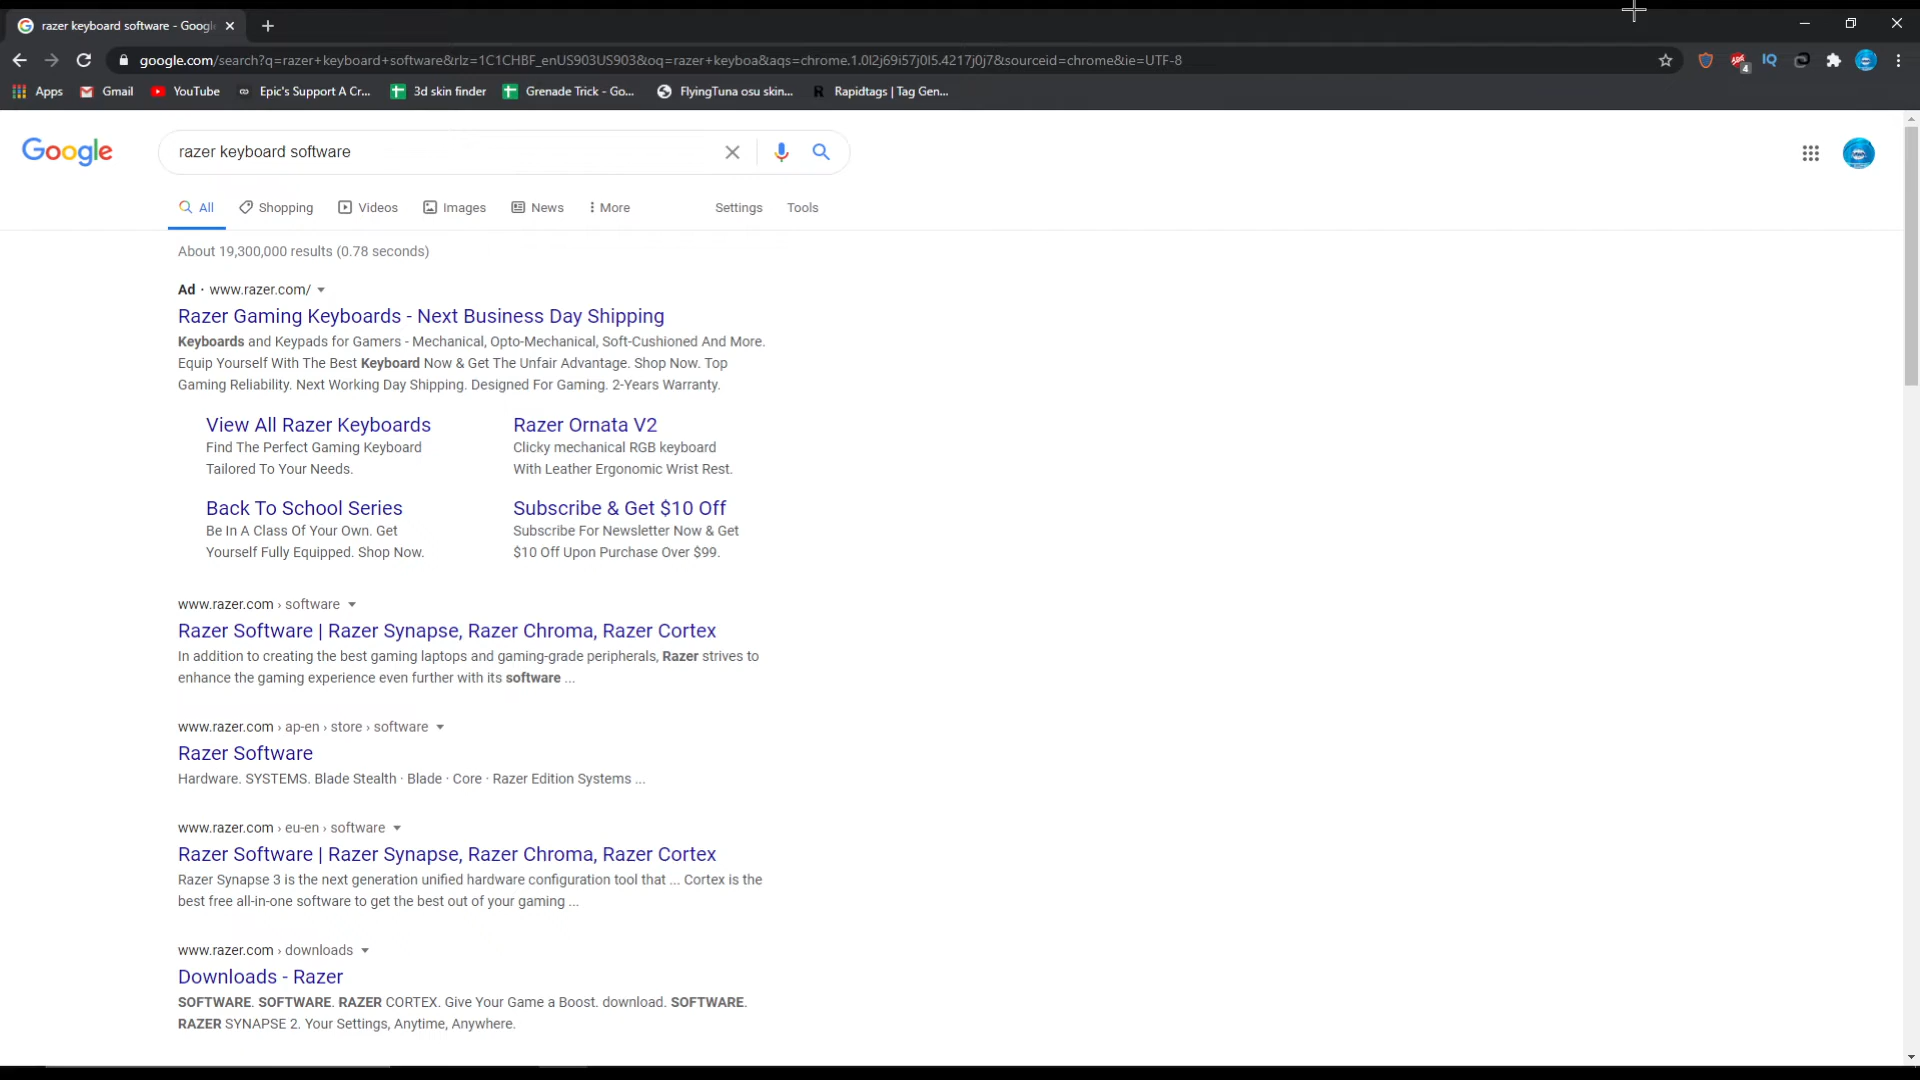 razer keyboard software - Googl
google.com/search?q=razer+keyboard+software&rlz=1C1CHBF_enUS903US903&oq=razer+keyboa&aqs=chrome.1.0l2j69i57j0l5.4217j0j7&sourceid=chrome&ie=UTF-8
ABP 4 IQ
Apps Gmail YouTube Epic's Support A Cr... 3d skin finder Grenade Trick - Go... FlyingTuna osu skin... R Rapidtags | Tag Gen...
Google razer keyboard software
All Shopping Videos Images News More Settings Tools
About 19,300,000 results (0.78 seconds)
Ad · www.razer.com/
Razer Gaming Keyboards - Next Business Day Shipping
Keyboards and Keypads for Gamers - Mechanical, Opto-Mechanical, Soft-Cushioned And More.
Equip Yourself With The Best Keyboard Now & Get The Unfair Advantage. Shop Now. Top
Gaming Reliability. Next Working Day Shipping. Designed For Gaming. 2-Years Warranty.
View All Razer Keyboards
Find The Perfect Gaming Keyboard
Tailored To Your Needs.
Razer Ornata V2
Clicky mechanical RGB keyboard
With Leather Ergonomic Wrist Rest.
Back To School Series
Be In A Class Of Your Own. Get
Yourself Fully Equipped. Shop Now.
Subscribe & Get $10 Off
Subscribe For Newsletter Now & Get
$10 Off Upon Purchase Over $99.
www.razer.com › software
Razer Software | Razer Synapse, Razer Chroma, Razer Cortex
In addition to creating the best gaming laptops and gaming-grade peripherals, Razer strives to
enhance the gaming experience even further with its software ...
www.razer.com › ap-en › store › software
Razer Software
Hardware. SYSTEMS. Blade Stealth · Blade · Core · Razer Edition Systems ...
www.razer.com › eu-en › software
Razer Software | Razer Synapse, Razer Chroma, Razer Cortex
Razer Synapse 3 is the next generation unified hardware configuration tool that ... Cortex is the
best free all-in-one software to get the best out of your gaming ...
www.razer.com › downloads
Downloads - Razer
SOFTWARE. SOFTWARE. RAZER CORTEX. Give Your Game a Boost. download. SOFTWARE.
RAZER SYNAPSE 2. Your Settings, Anytime, Anywhere.